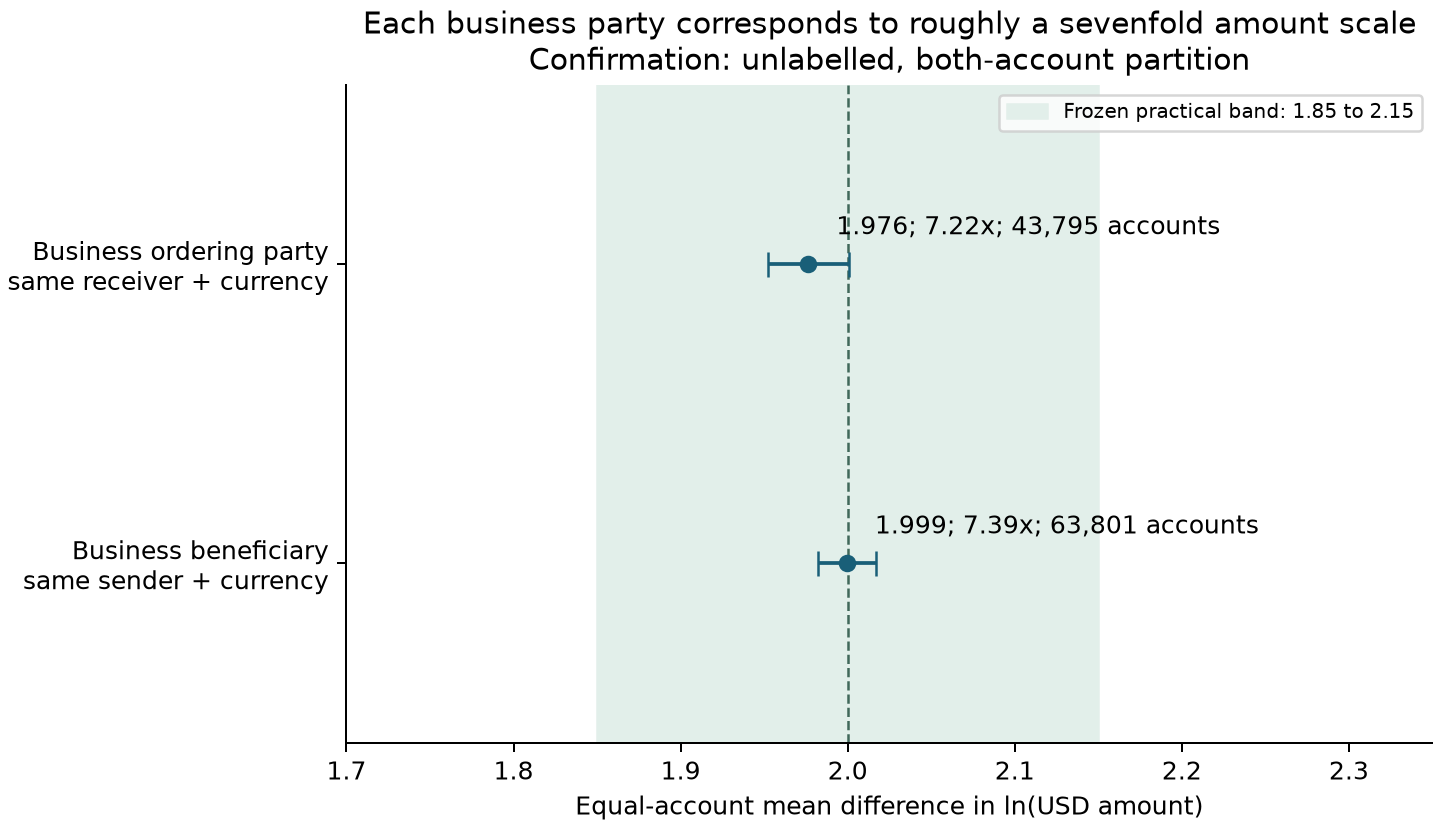 Each business party corresponds to roughly a sevenfold amount scale
Confirmation: unlabelled, both-account partition
Frozen practical band: 1.85 to 2.15
1.976; 7.22x; 43,795 accounts
Business ordering party
same receiver + currency
1.999; 7.39x; 63,801 accounts
Business beneficiary
same sender + currency
1.7 1.8 1.9 2.0 2.1 2.2 2.3
Equal-account mean difference in ln(USD amount)